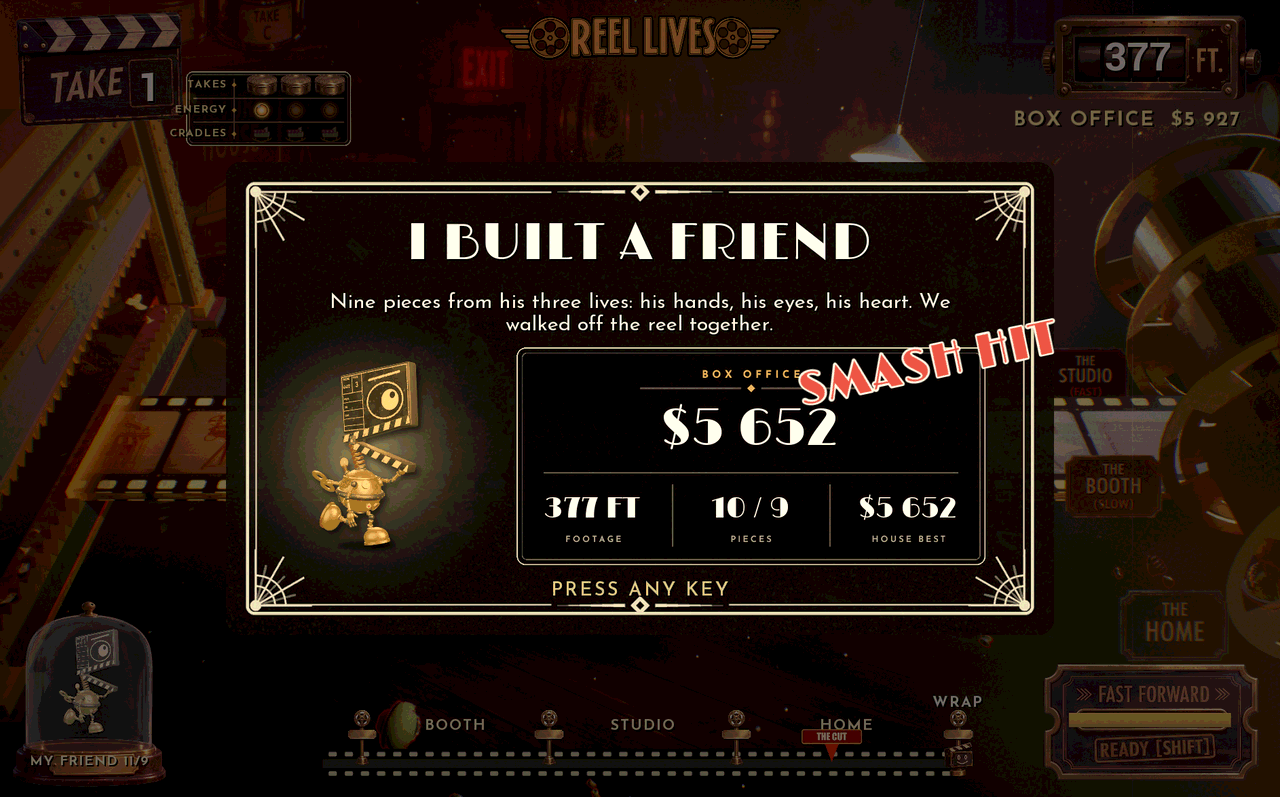 TAKE 1
TAKE C
REEL LIVES
EXIT
377 FT.
BOX OFFICE $5 927
TAKES
ENERGY
CRADLES
I BUILT A FRIEND
Nine pieces from his three lives: his hands, his eyes, his heart. We
walked off the reel together.
SMASH HIT
BOX OFFICE
$5 652
377 FT
FOOTAGE
10 / 9
PIECES
$5 652
HOUSE BEST
PRESS ANY KEY
THE
STUDIO
(FAST)
THE
BOOTH
(SLOW)
THE
HOME
FAST FORWARD
READY [SHIFT]
MY FRIEND 11/9
BOOTH
STUDIO
HOME
WRAP
THE CUT